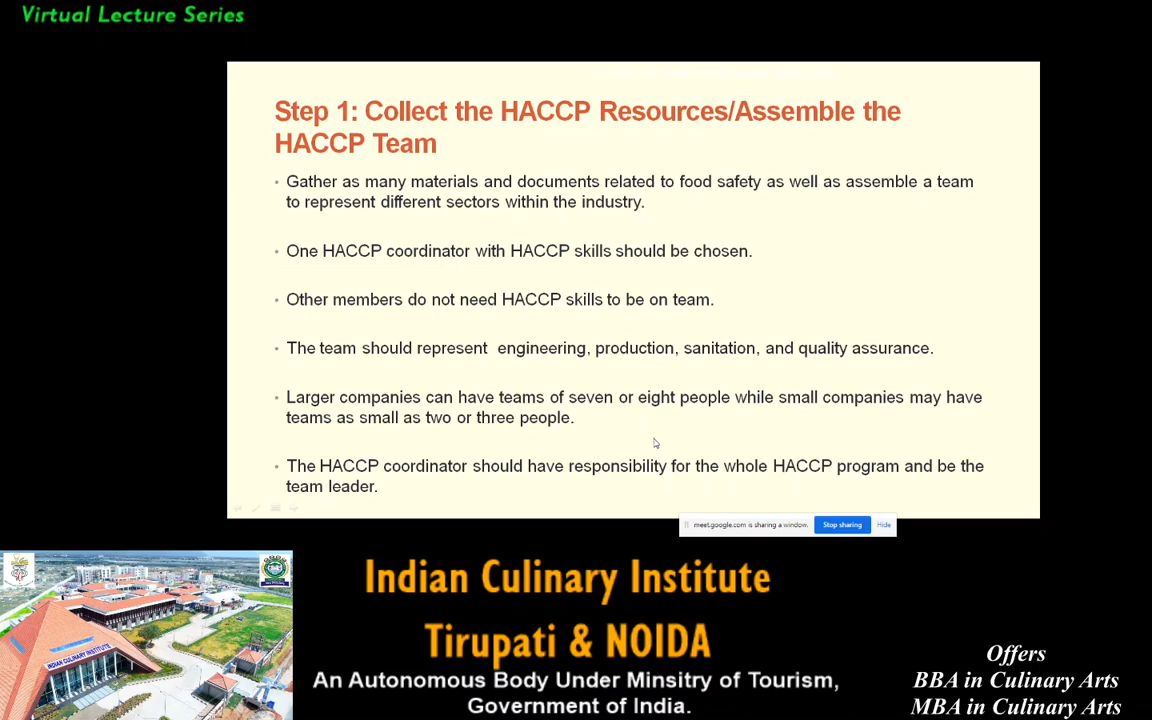 Virtual Lecture Series
Step 1: Collect the HACCP Resources/Assemble the
HACCP Team
• Gather as many materials and documents related to food safety as well as assemble a team
to represent different sectors within the industry.
• One HACCP coordinator with HACCP skills should be chosen.
• Other members do not need HACCP skills to be on team.
• The team should represent engineering, production, sanitation, and quality assurance.
• Larger companies can have teams of seven or eight people while small companies may have
teams as small as two or three people.
• The HACCP coordinator should have responsibility for the whole HACCP program and be the
team leader.
meet.google.com is sharing a window. Stop sharing Hide
INDIAN CULINARY INSTITUTE
Indian Culinary Institute
Tirupati & NOIDA
An Autonomous Body Under Minsitry of Tourism,
Government of India.
Offers
BBA in Culinary Arts
MBA in Culinary Arts